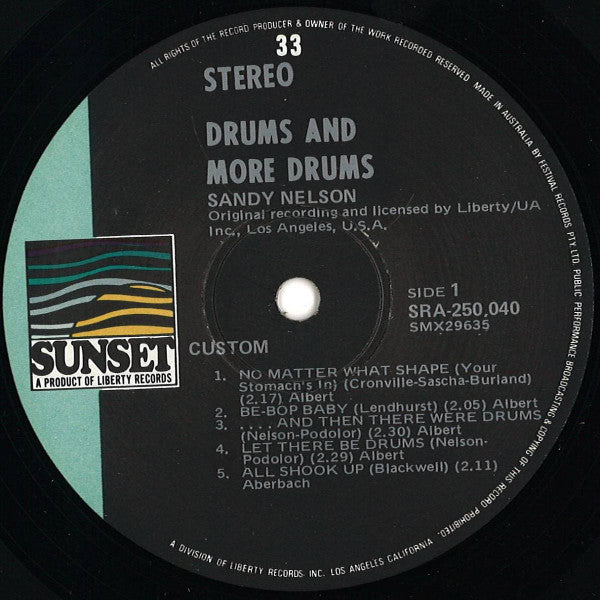 ALL RIGHTS OF THE RECORD PRODUCER & OWNER OF THE WORK RECORDED RESERVED. MADE IN AUSTRALIA BY FESTIVAL RECORDS PTY. LTD. PUBLIC PERFORMANCE BROADCASTING & COPYING OF THIS RECORD PROHIBITED.
33
STEREO
DRUMS AND
MORE DRUMS
SANDY NELSON
Original recording and licensed by Liberty/UA
Inc., Los Angeles, U.S.A.
SIDE 1
SRA-250,040
SMX29635
SUNSET
A PRODUCT OF LIBERTY RECORDS
CUSTOM
1. NO MATTER WHAT SHAPE (Your
Stomach's In) (Cronville-Sascha-Burland)
(2.17) Albert
2. BE-BOP BABY (Lendhurst) (2.05) Albert
3. ....AND THEN THERE WERE DRUMS
(Nelson-Podolor) (2.30) Albert
4. LET THERE BE DRUMS (Nelson-
Podolor) (2.29) Albert
5. ALL SHOOK UP (Blackwell) (2.11)
Aberbach
A DIVISION OF LIBERTY RECORDS INC. LOS ANGELES CALIFORNIA.